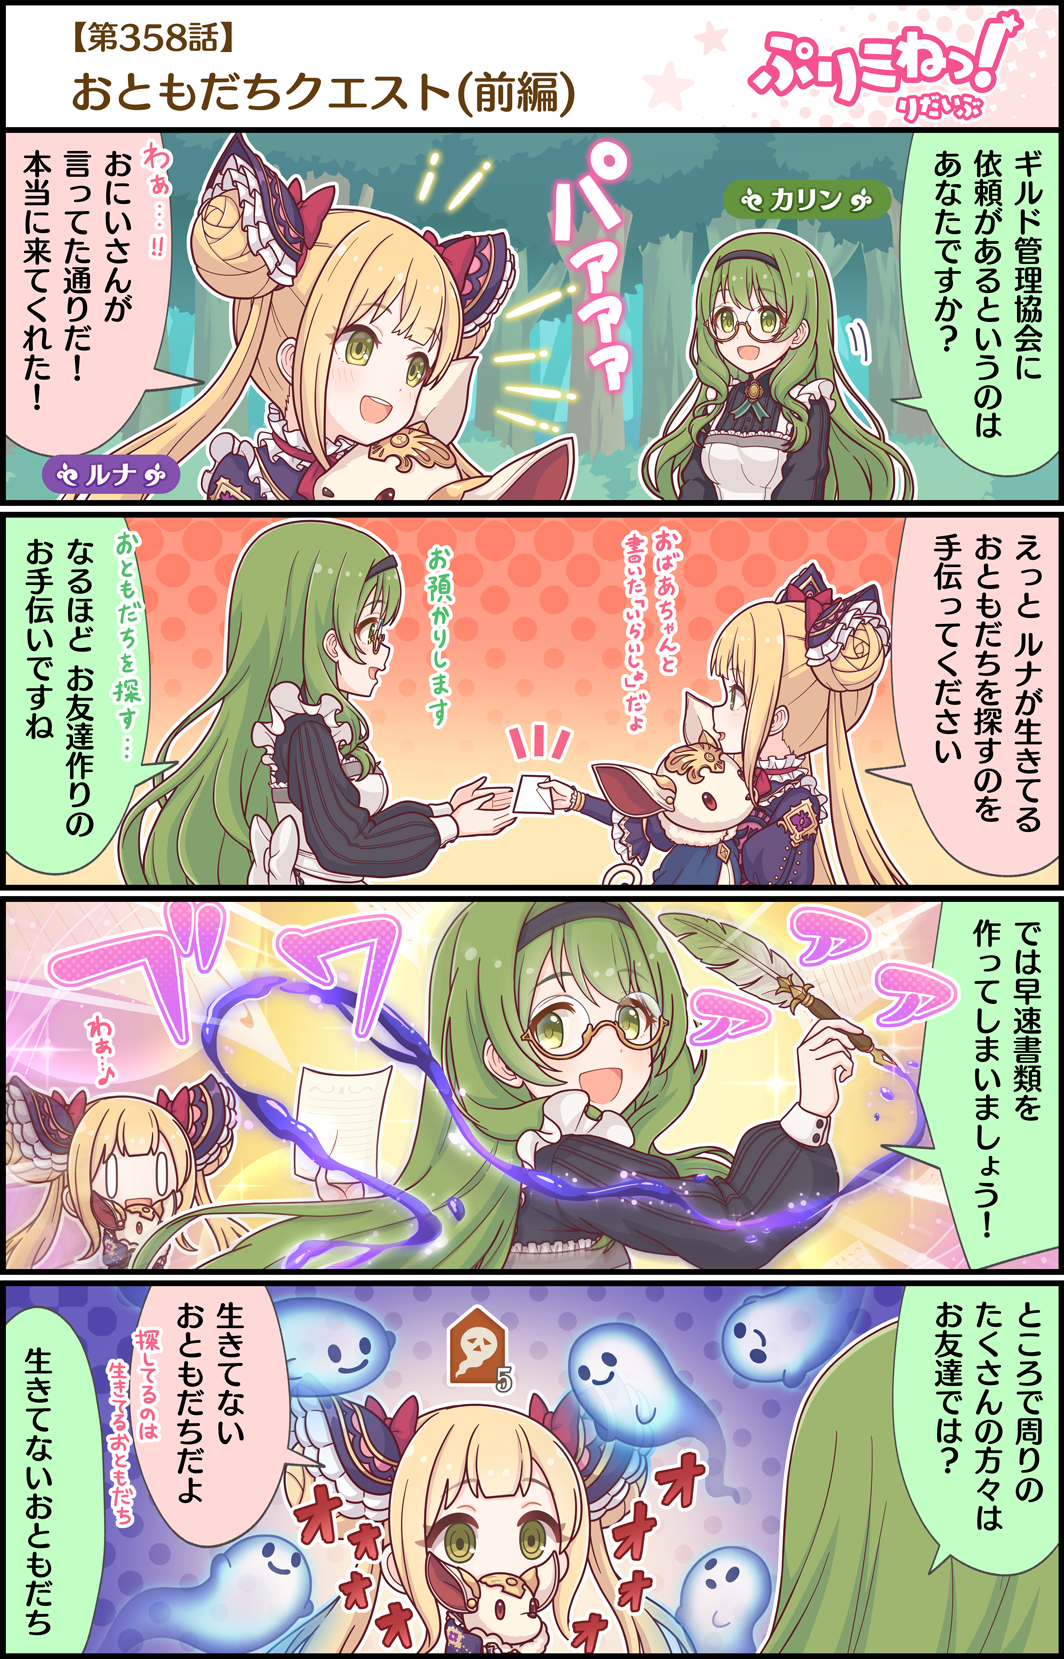 【第358話】
おともだちクエスト(前編)
ぷりこねっ!
りだいぶ
ギルド管理協会に
依頼があるというのは
あなたですか?
カリン
パァァァ
わぁ…!!
おにいさんが
言ってた通りだ!
本当に来てくれた!
ルナ
えっと ルナが生きてる
おともだちを探すのを
手伝ってください
おばあちゃんと
書いた「いらいしょ」だよ
お預かりします
おともだちを探す…
なるほど お友達作りの
お手伝いですね
では早速書類を
作ってしまいましょう!
ブワァァァ
わぁ…♪
ところで周りの
たくさんの方々は
お友達では?
5
オォォォ
オォォォ
生きてない
おともだちだよ
探してるのは
生きてるおともだち
生きてないおともだち